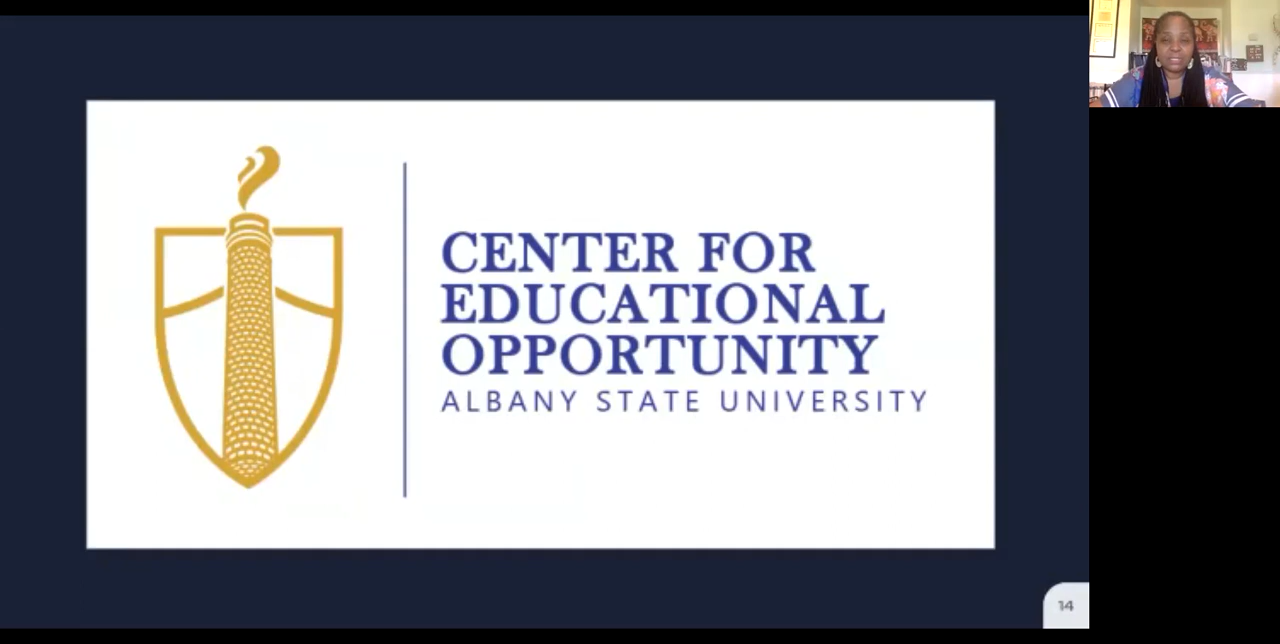 CENTER FOR
EDUCATIONAL
OPPORTUNITY
ALBANY STATE UNIVERSITY
14